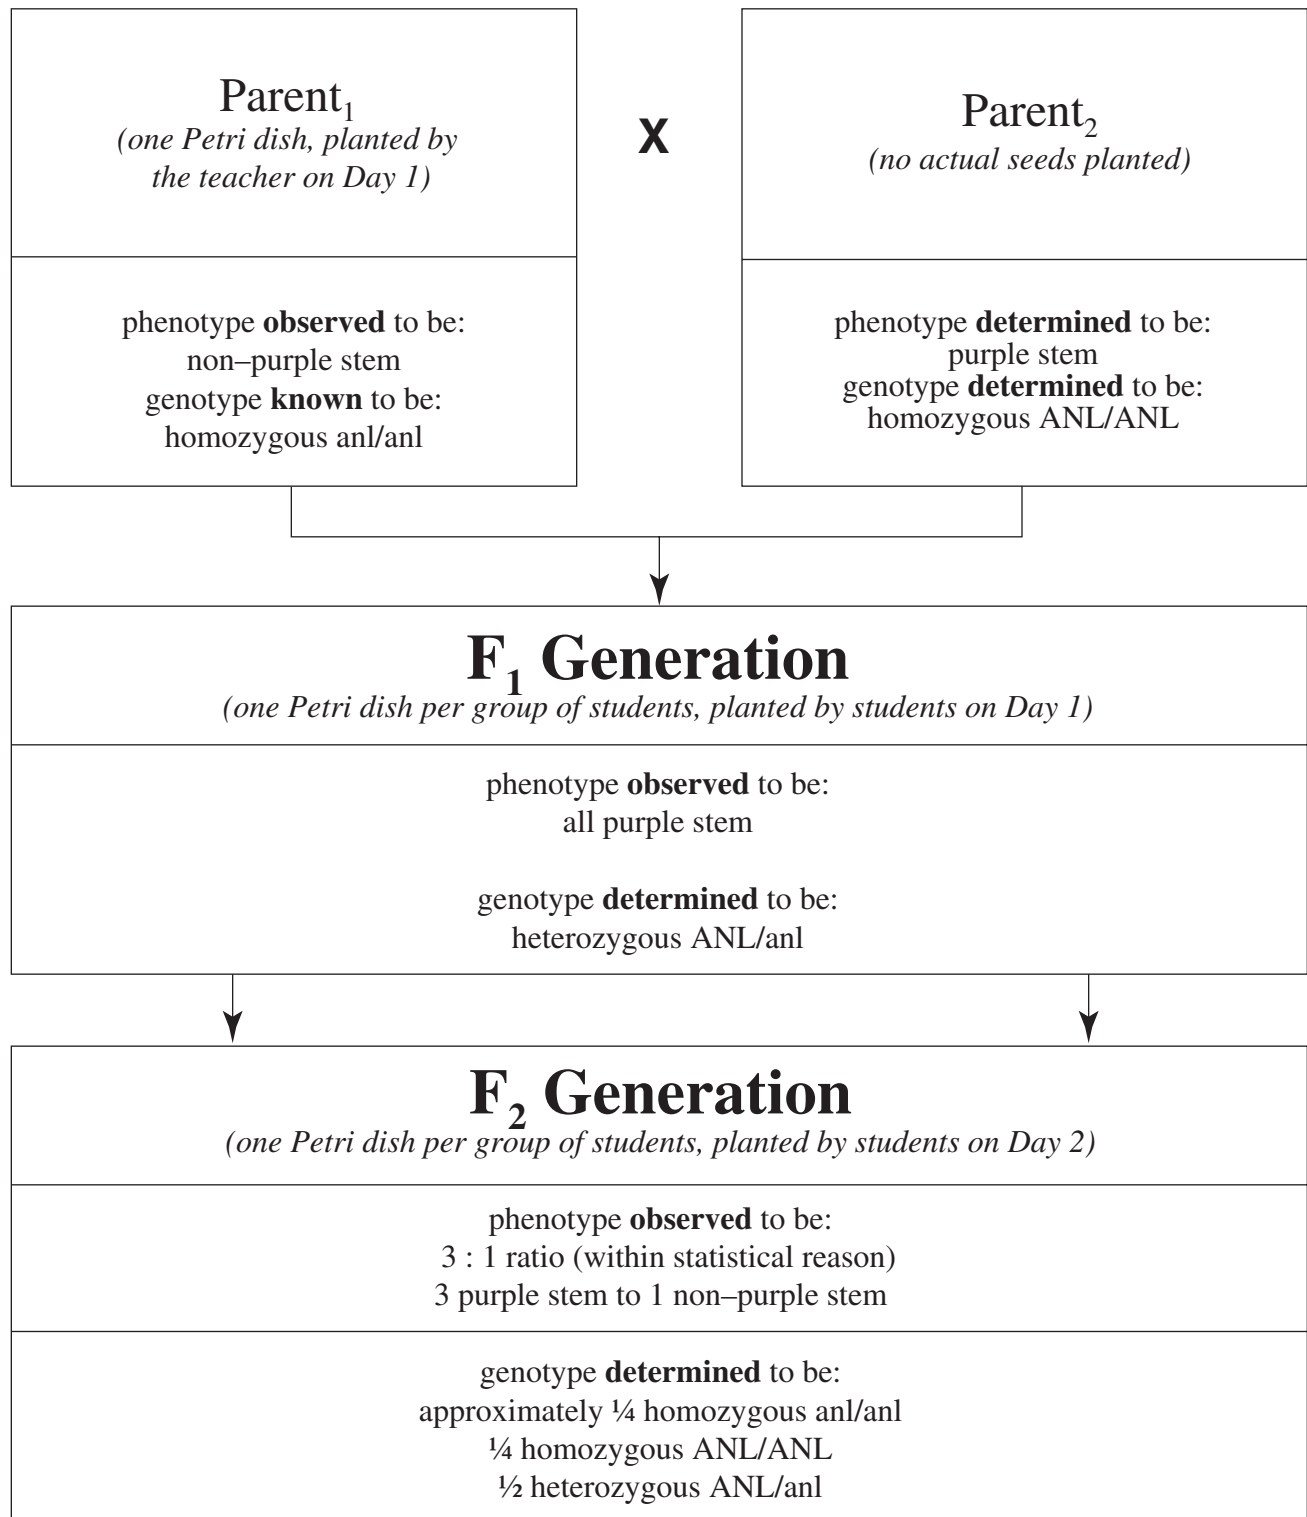 Parent₁
(one Petri dish, planted by
the teacher on Day 1)
X
Parent₂
(no actual seeds planted)
phenotype observed to be:
non–purple stem
genotype known to be:
homozygous anl/anl
phenotype determined to be:
purple stem
genotype determined to be:
homozygous ANL/ANL
F₁ Generation
(one Petri dish per group of students, planted by students on Day 1)
phenotype observed to be:
all purple stem
genotype determined to be:
heterozygous ANL/anl
F₂ Generation
(one Petri dish per group of students, planted by students on Day 2)
phenotype observed to be:
3 : 1 ratio (within statistical reason)
3 purple stem to 1 non–purple stem
genotype determined to be:
approximately ¼ homozygous anl/anl
¼ homozygous ANL/ANL
½ heterozygous ANL/anl